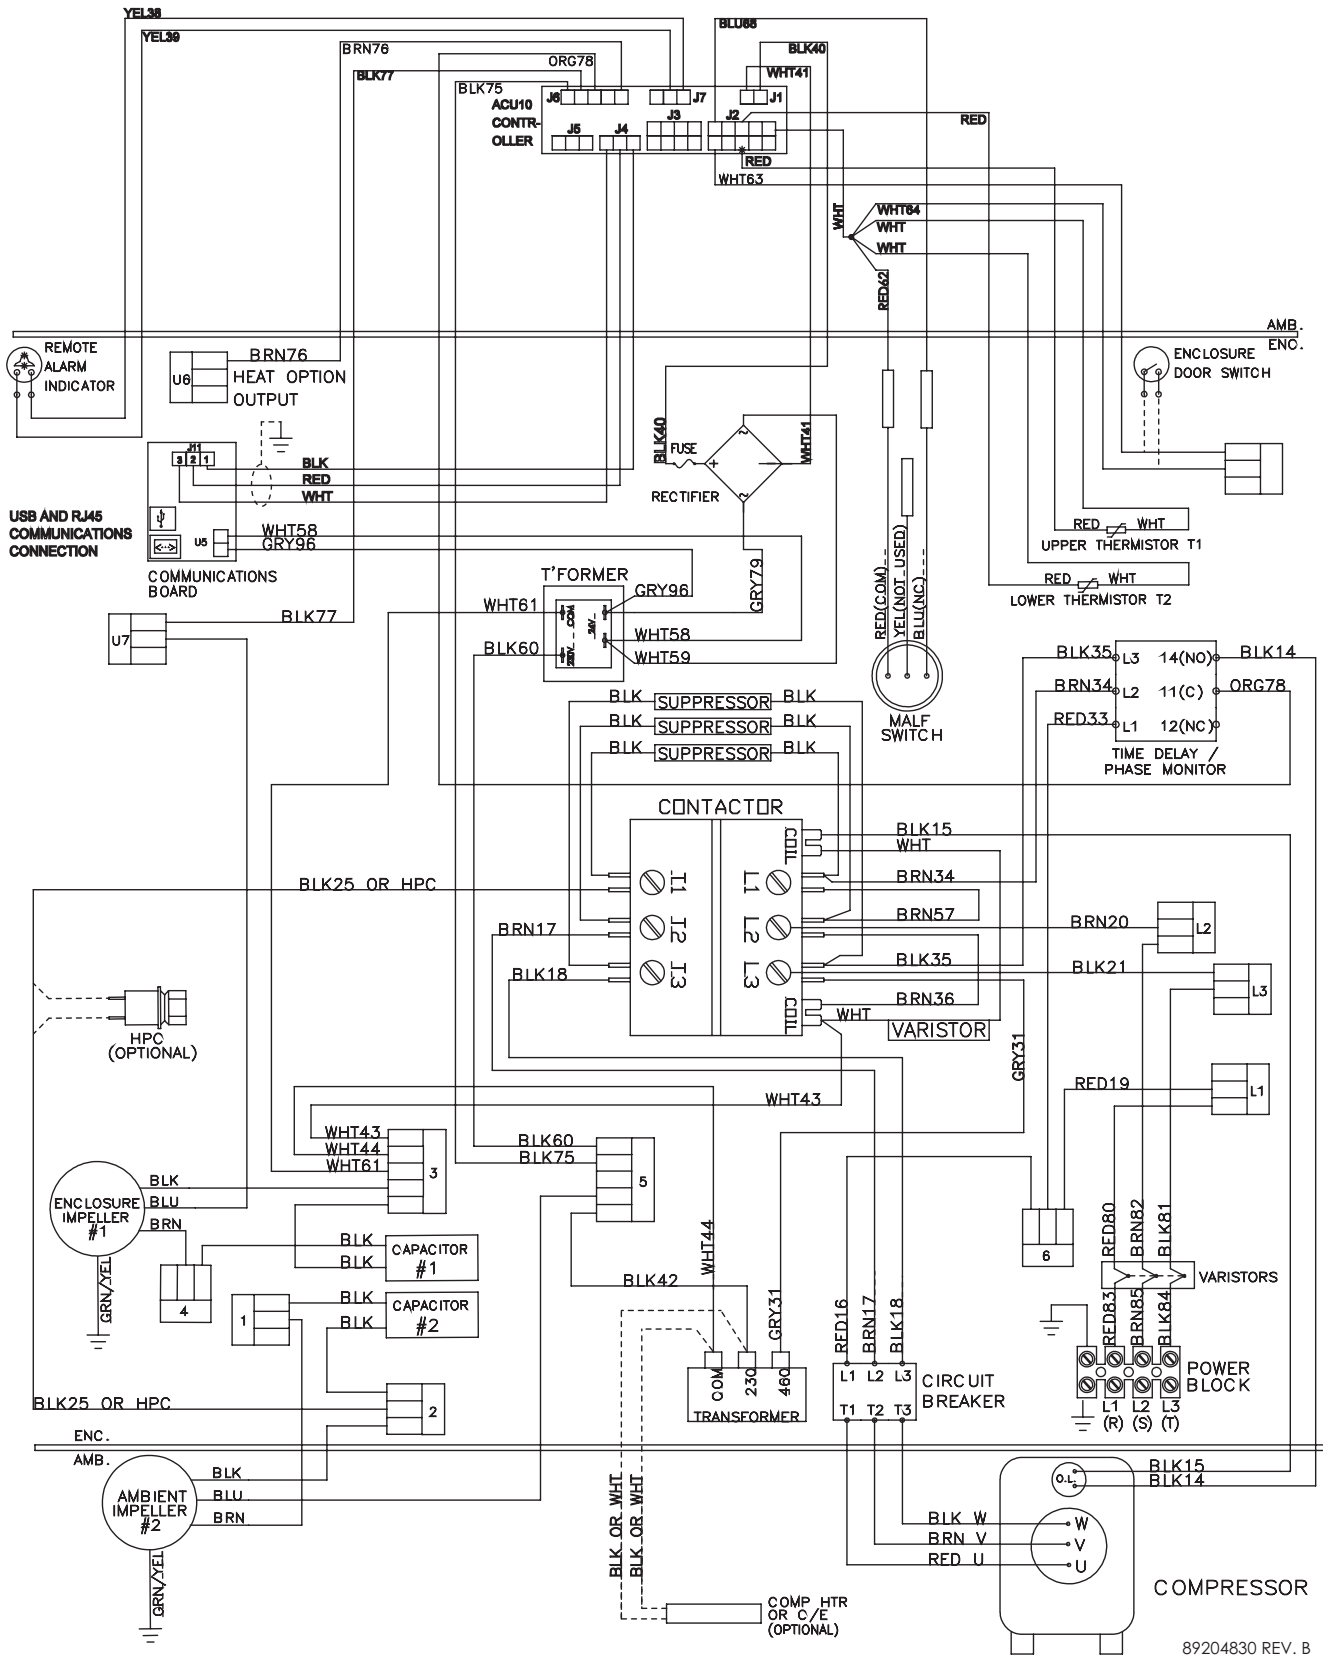 YEL38
YEL39
BRN76
ORG78
BLK77
BLK75
BLU68
BLK40
WHT41
J6
J7
J1
ACU10
CONTR-
OLLER
J5
J4
J3
J2
RED
RED
WHT63
WHT
WHT64
WHT
WHT
RED62
AMB.
ENC.
REMOTE
ALARM
INDICATOR
U6
BRN76
HEAT OPTION
OUTPUT
ENCLOSURE
DOOR SWITCH
J11
3 2 1
BLK
RED
WHT
BLK40
FUSE
WHT41
+
−
~
~
RECTIFIER
USB AND RJ45
COMMUNICATIONS
CONNECTION
U5
WHT58
GRY96
COMMUNICATIONS
BOARD
RED
WHT
UPPER THERMISTOR T1
RED
WHT
LOWER THERMISTOR T2
U7
BLK77
T'FORMER
WHT61
COM
24V
230V
GRY96
GRY79
BLK60
WHT58
WHT59
RED(COM)
YEL(NOT USED)
BLU(NC)
MALF
SWITCH
BLK35
L3
14(NO)
BLK14
BRN34
L2
11(C)
ORG78
RED33
L1
12(NC)
TIME DELAY /
PHASE MONITOR
BLK
SUPPRESSOR
BLK
BLK
SUPPRESSOR
BLK
BLK
SUPPRESSOR
BLK
CONTACTOR
COIL
BLK15
WHT
BLK25 OR HPC
T1
L1
BRN34
BRN57
BRN17
T2
L2
BRN20
L2
BLK18
T3
L3
BLK35
BLK21
L3
BRN36
COIL
WHT
VARISTOR
GRY31
HPC
(OPTIONAL)
RED19
L1
WHT43
WHT43
WHT44
WHT61
3
BLK60
BLK75
5
ENCLOSURE
IMPELLER
#1
BLK
BLU
BRN
GRN/YEL
4
BLK
BLK
CAPACITOR
#1
1
BLK
BLK
CAPACITOR
#2
BLK42
WHT44
GRY31
6
RED80
BRN82
BLK81
VARISTORS
RED83
BRN85
BLK84
RED16
BRN17
BLK18
COM
230
460
TRANSFORMER
L1 L2 L3
T1 T2 T3
CIRCUIT
BREAKER
POWER
BLOCK
L1
(R)
L2
(S)
L3
(T)
BLK25 OR HPC
2
ENC.
AMB.
AMBIENT
IMPELLER
#2
BLK
BLU
BRN
GRN/YEL
BLK OR WHT
BLK OR WHT
COMP HTR
OR C/E
(OPTIONAL)
O.L.
BLK15
BLK14
BLK W
BRN V
RED U
W
V
U
COMPRESSOR
89204830 REV. B